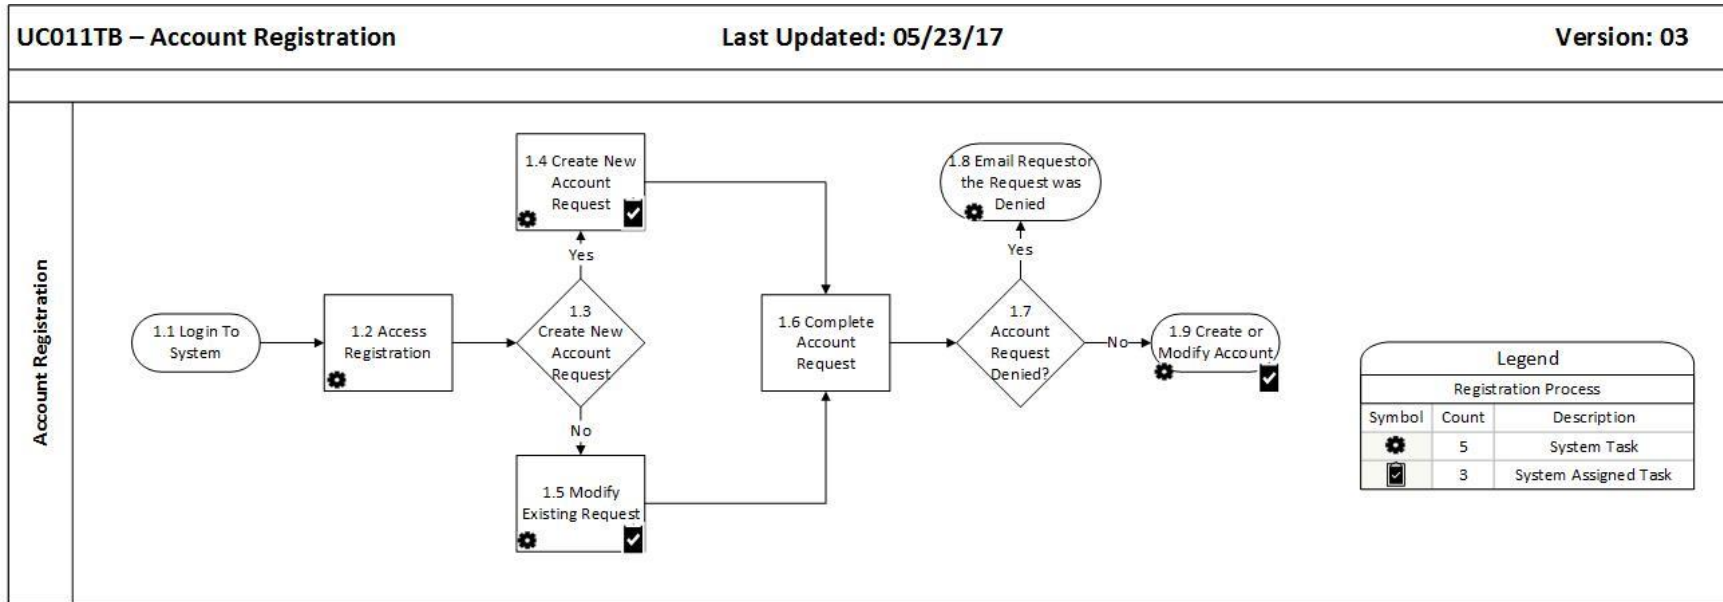 UC011TB – Account Registration
Last Updated: 05/23/17
Version: 03
Account Registration
1.1 Login To
System
1.2 Access
Registration
1.3
Create New
Account
Request
Yes
No
1.4 Create New
Account
Request
1.5 Modify
Existing Request
1.6 Complete
Account
Request
1.7
Account
Request
Denied?
Yes
No
1.8 Email Requestor
the Request was
Denied
1.9 Create or
Modify Account
Legend
Registration Process
Symbol Count Description
5 System Task
3 System Assigned Task